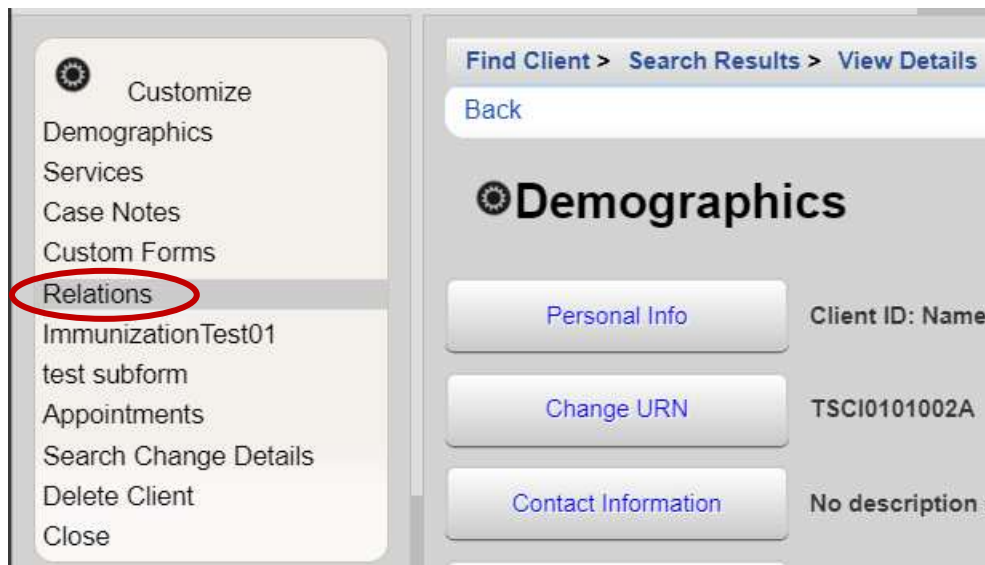 Customize
Demographics
Services
Case Notes
Custom Forms
Relations
ImmunizationTest01
test subform
Appointments
Search Change Details
Delete Client
Close
Find Client > Search Results > View Details
Back
Demographics
Personal Info Client ID: Name
Change URN TSCI0101002A
Contact Information No description